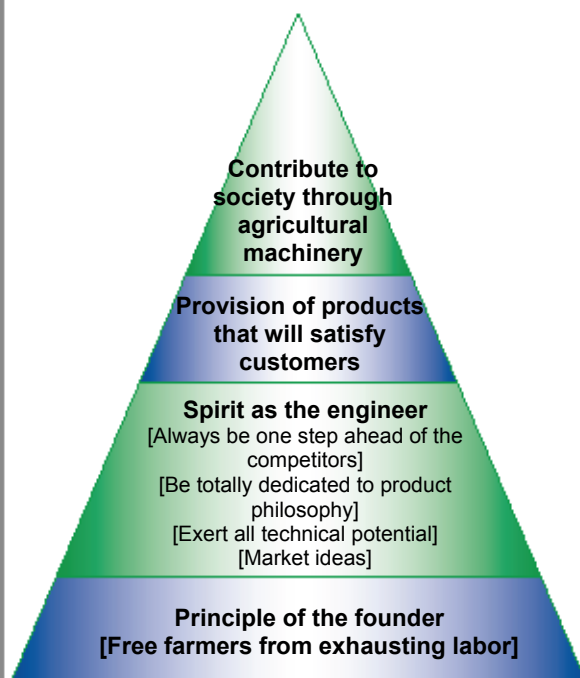 Contribute to
society through
agricultural
machinery
Provision of products
that will satisfy
customers
Spirit as the engineer
[Always be one step ahead of the
competitors]
[Be totally dedicated to product
philosophy]
[Exert all technical potential]
[Market ideas]
Principle of the founder
[Free farmers from exhausting labor]